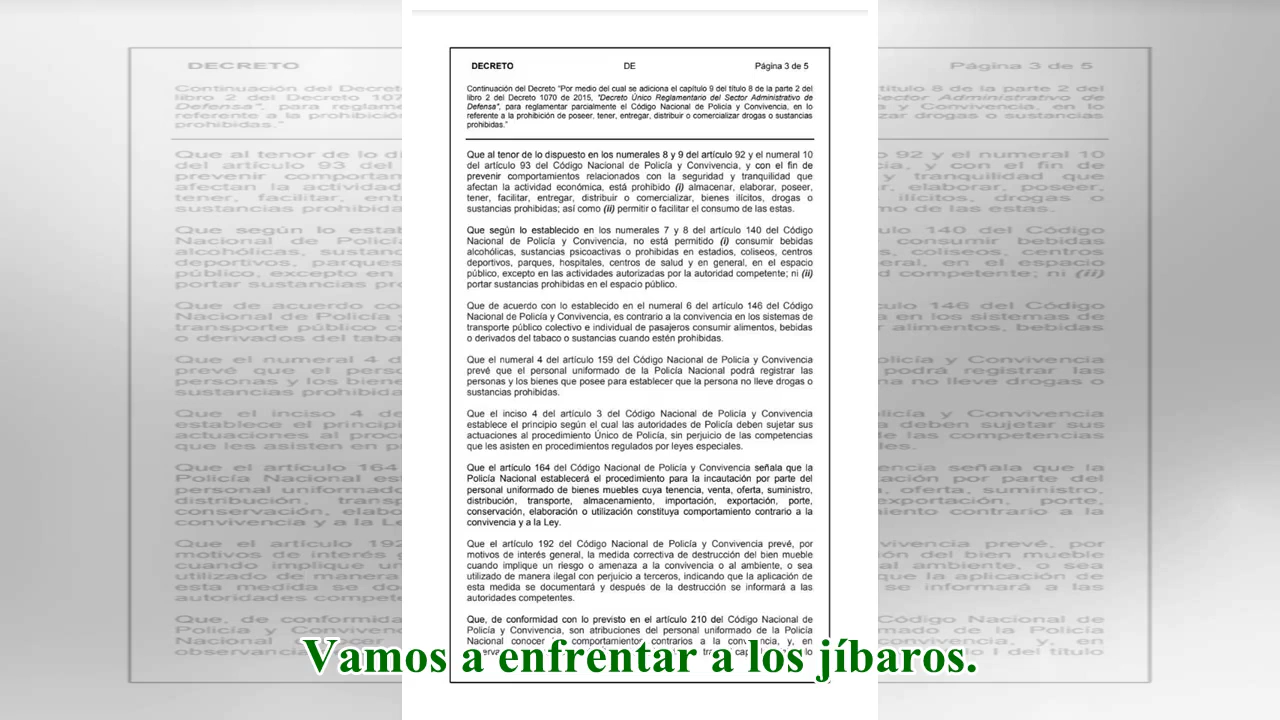 DECRETO DE Página 3 de 5
Continuación del Decreto "Por medio del cual se adiciona el capítulo 9 del título 8 de la parte 2 del
libro 2 del Decreto 1070 de 2015, "Decreto Único Reglamentario del Sector Administrativo de
Defensa", para reglamentar parcialmente el Código Nacional de Policía y Convivencia, en lo
referente a la prohibición de poseer, tener, entregar, distribuir o comercializar drogas o sustancias
prohibidas."
Que al tenor de lo dispuesto en los numerales 8 y 9 del artículo 92 y el numeral 10
del artículo 93 del Código Nacional de Policía y Convivencia, y con el fin de
prevenir comportamientos relacionados con la seguridad y tranquilidad que
afectan la actividad económica, está prohibido (i) almacenar, elaborar, poseer,
tener, facilitar, entregar, distribuir o comercializar, bienes ilícitos, drogas o
sustancias prohibidas; así como (ii) permitir o facilitar el consumo de las estas.
Que según lo establecido en los numerales 7 y 8 del artículo 140 del Código
Nacional de Policía y Convivencia, no está permitido (i) consumir bebidas
alcohólicas, sustancias psicoactivas o prohibidas en estadios, coliseos, centros
deportivos, parques, hospitales, centros de salud y en general, en el espacio
público, excepto en las actividades autorizadas por la autoridad competente; ni (ii)
portar sustancias prohibidas en el espacio público.
Que de acuerdo con lo establecido en el numeral 6 del artículo 146 del Código
Nacional de Policía y Convivencia, es contrario a la convivencia en los sistemas de
transporte público colectivo e individual de pasajeros consumir alimentos, bebidas
o derivados del tabaco o sustancias cuando estén prohibidas.
Que el numeral 4 del artículo 159 del Código Nacional de Policía y Convivencia
prevé que el personal uniformado de la Policía Nacional podrá registrar las
personas y los bienes que posee para establecer que la persona no lleve drogas o
sustancias prohibidas.
Que el inciso 4 del artículo 3 del Código Nacional de Policía y Convivencia
establece el principio según el cual las autoridades de Policía deben sujetar sus
actuaciones al procedimiento Único de Policía, sin perjuicio de las competencias
que les asisten en procedimientos regulados por leyes especiales.
Que el artículo 164 del Código Nacional de Policía y Convivencia señala que la
Policía Nacional establecerá el procedimiento para la incautación por parte del
personal uniformado de bienes muebles cuya tenencia, venta, oferta, suministro,
distribución, transporte, almacenamiento, importación, exportación, porte,
conservación, elaboración o utilización constituya comportamiento contrario a la
convivencia y a la Ley.
Que el artículo 192 del Código Nacional de Policía y Convivencia prevé, por
motivos de interés general, la medida correctiva de destrucción del bien mueble
cuando implique un riesgo o amenaza a la convivencia o al ambiente, o sea
utilizado de manera ilegal con perjuicio a terceros, indicando que la aplicación de
esta medida se documentará y después de la destrucción se informará a las
autoridades competentes.
Que, de conformidad con lo previsto en el artículo 210 del Código Nacional de
Policía y Convivencia, son atribuciones del personal uniformado de la Policía
Nacional conocer comportamientos contrarios a la convivencia, y, en
Vamos a enfrentar a los jíbaros.